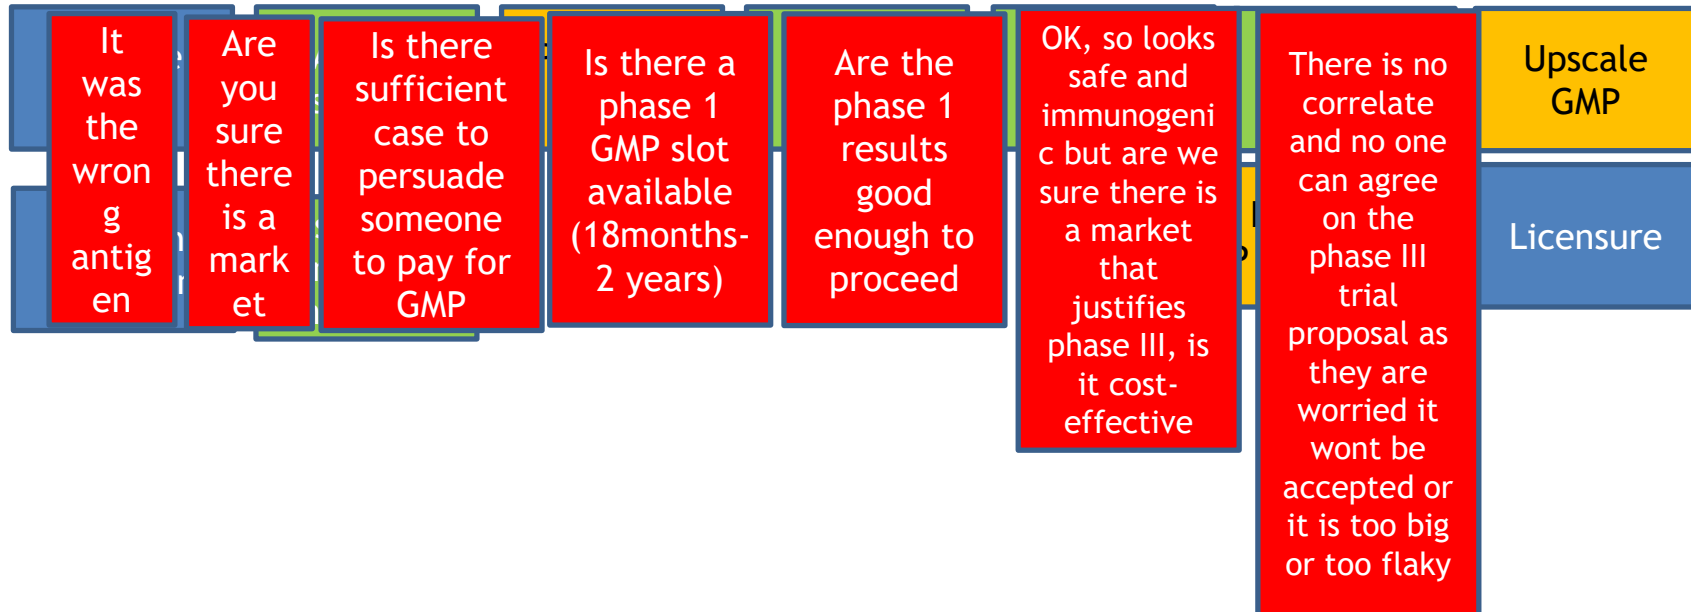 It
was
the
wron
g
antig
en
Are
you
sure
there
is a
mark
et
Is there
sufficient
case to
persuade
someone
to pay for
GMP
Is there a
phase 1
GMP slot
available
(18months-
2 years)
Are the
phase 1
results
good
enough to
proceed
OK, so looks
safe and
immunogeni
c but are we
sure there is
a market
that
justifies
phase III, is
it cost-
effective
There is no
correlate
and no one
can agree
on the
phase III
trial
proposal as
they are
worried it
wont be
accepted or
it is too big
or too flaky
Upscale
GMP
Licensure